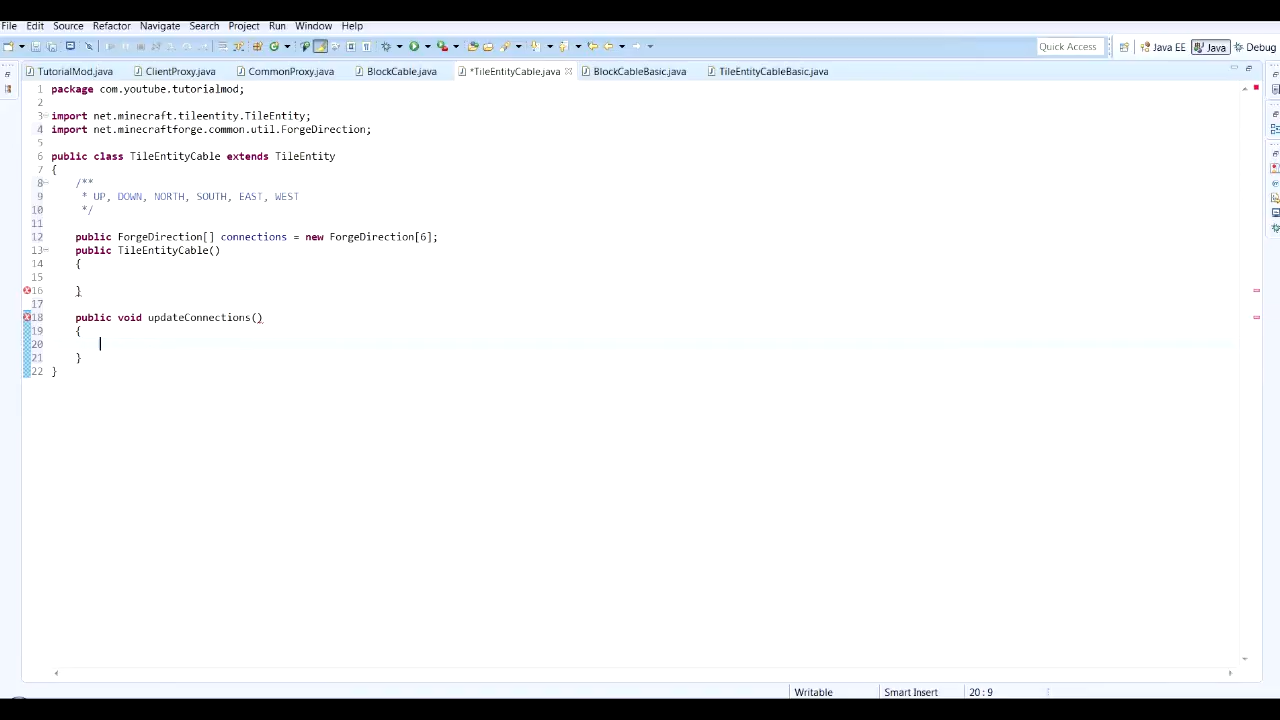 File Edit Source Refactor Navigate Search Project Run Window Help
Quick Access Java EE Java Debug
TutorialMod.java ClientProxy.java CommonProxy.java BlockCable.java *TileEntityCable.java BlockCableBasic.java TileEntityCableBasic.java
1 package com.youtube.tutorialmod;
2
3 import net.minecraft.tileentity.TileEntity;
4 import net.minecraftforge.common.util.ForgeDirection;
5
6 public class TileEntityCable extends TileEntity
7 {
8 /**
9 * UP, DOWN, NORTH, SOUTH, EAST, WEST
10 */
11
12 public ForgeDirection[] connections = new ForgeDirection[6];
13 public TileEntityCable()
14 {
15
16 }
17
18 public void updateConnections()
19 {
20
21 }
22 }
Writable Smart Insert 20 : 9